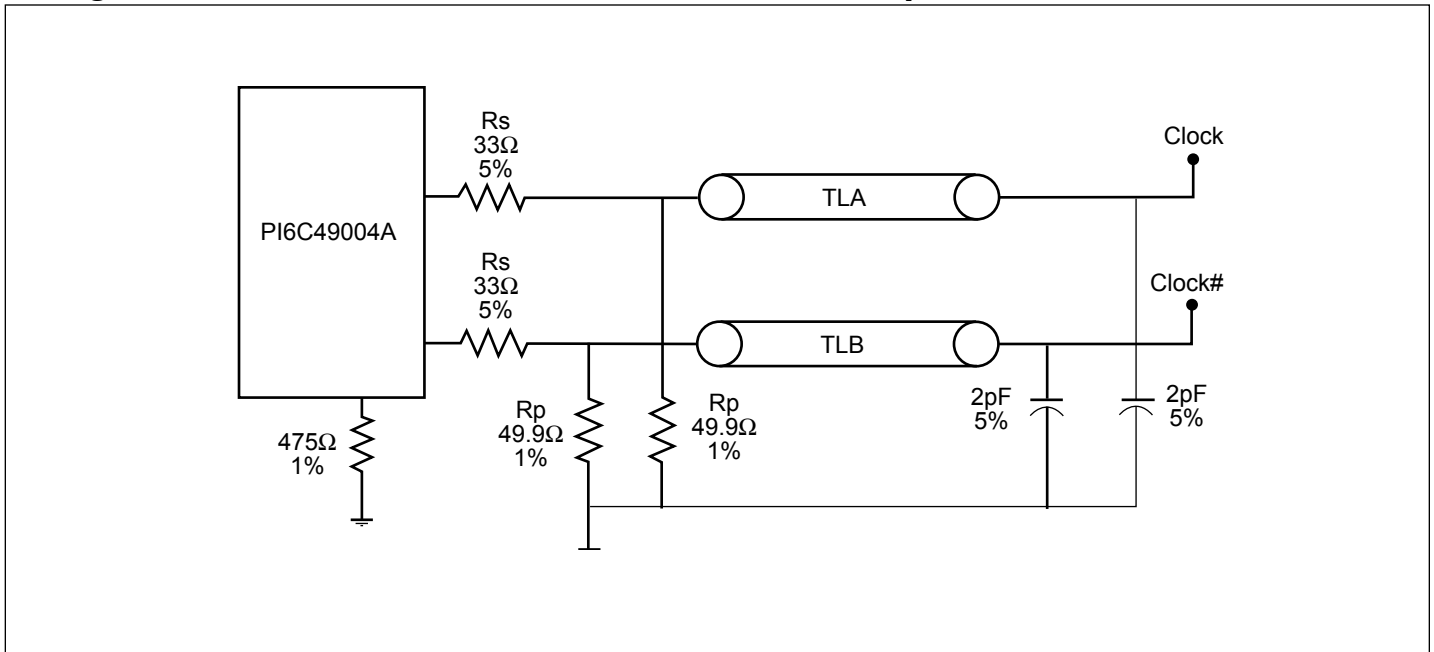 Rs
33Ω
5%
Clock
TLA
PI6C49004A
Rs
33Ω
5%
Clock#
TLB
Rp
49.9Ω
1%
Rp
49.9Ω
1%
2pF
5%
2pF
5%
475Ω
1%